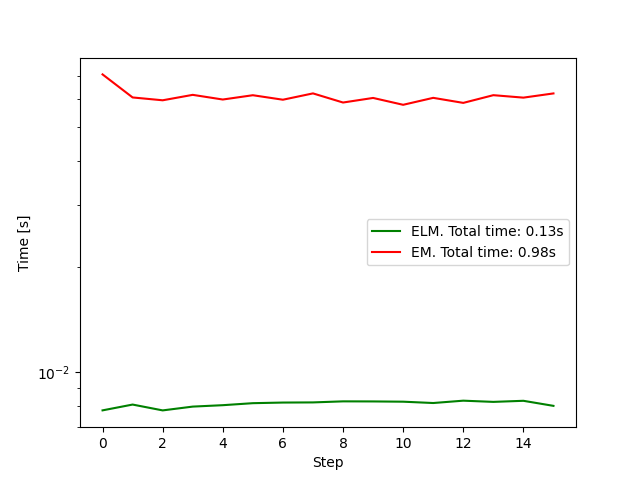 Time [s]
10⁻²
ELM. Total time: 0.13s
EM. Total time: 0.98s
0 2 4 6 8 10 12 14
Step